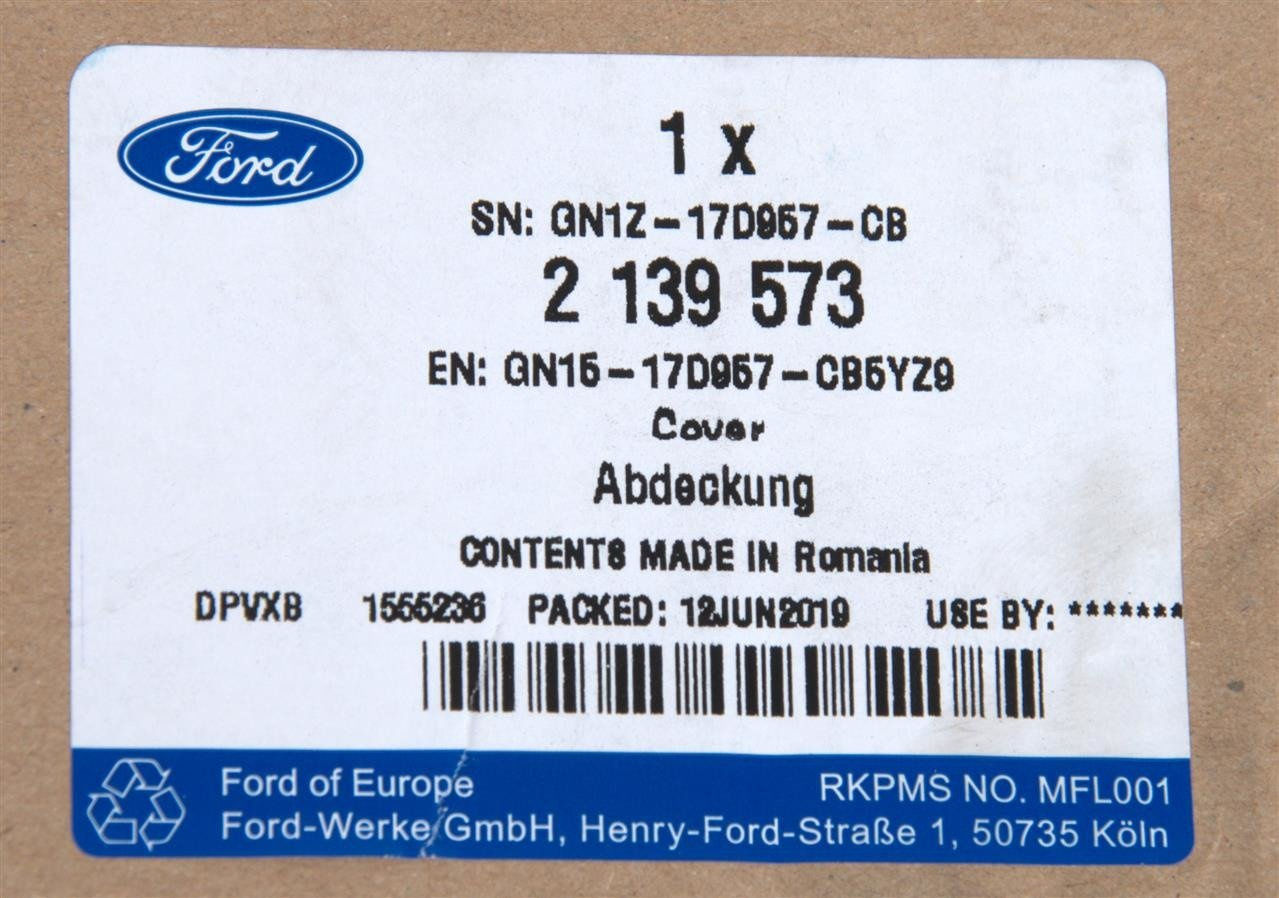 Ford
1 x
SN: GN1Z-17D957-CB
2 139 573
EN: GN15-17D957-CB5YZ9
Cover
Abdeckung
CONTENTS MADE IN Romania
DPVXB 1555236 PACKED: 12JUN2019 USE BY: *******
Ford of Europe RKPMS NO. MFL001
Ford-Werke GmbH, Henry-Ford-Straße 1, 50735 Köln